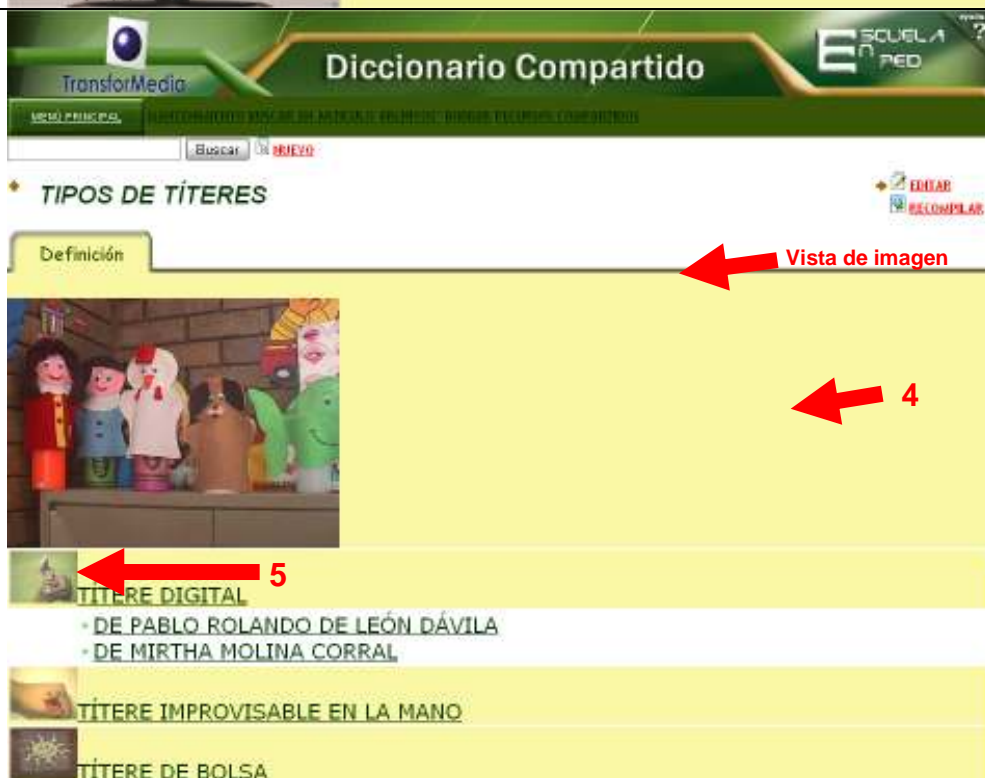 TransforMedia
Diccionario Compartido
ESCUELA
EN RED
ayuda
?
MENÚ PRINCIPAL
Buscar
NUEVO
TIPOS DE TÍTERES
EDITAR
RECOMPILAR
Definición
Vista de imagen
4
5
TÍTERE DIGITAL
DE PABLO ROLANDO DE LEÓN DÁVILA
DE MIRTHA MOLINA CORRAL
TÍTERE IMPROVISABLE EN LA MANO
TÍTERE DE BOLSA